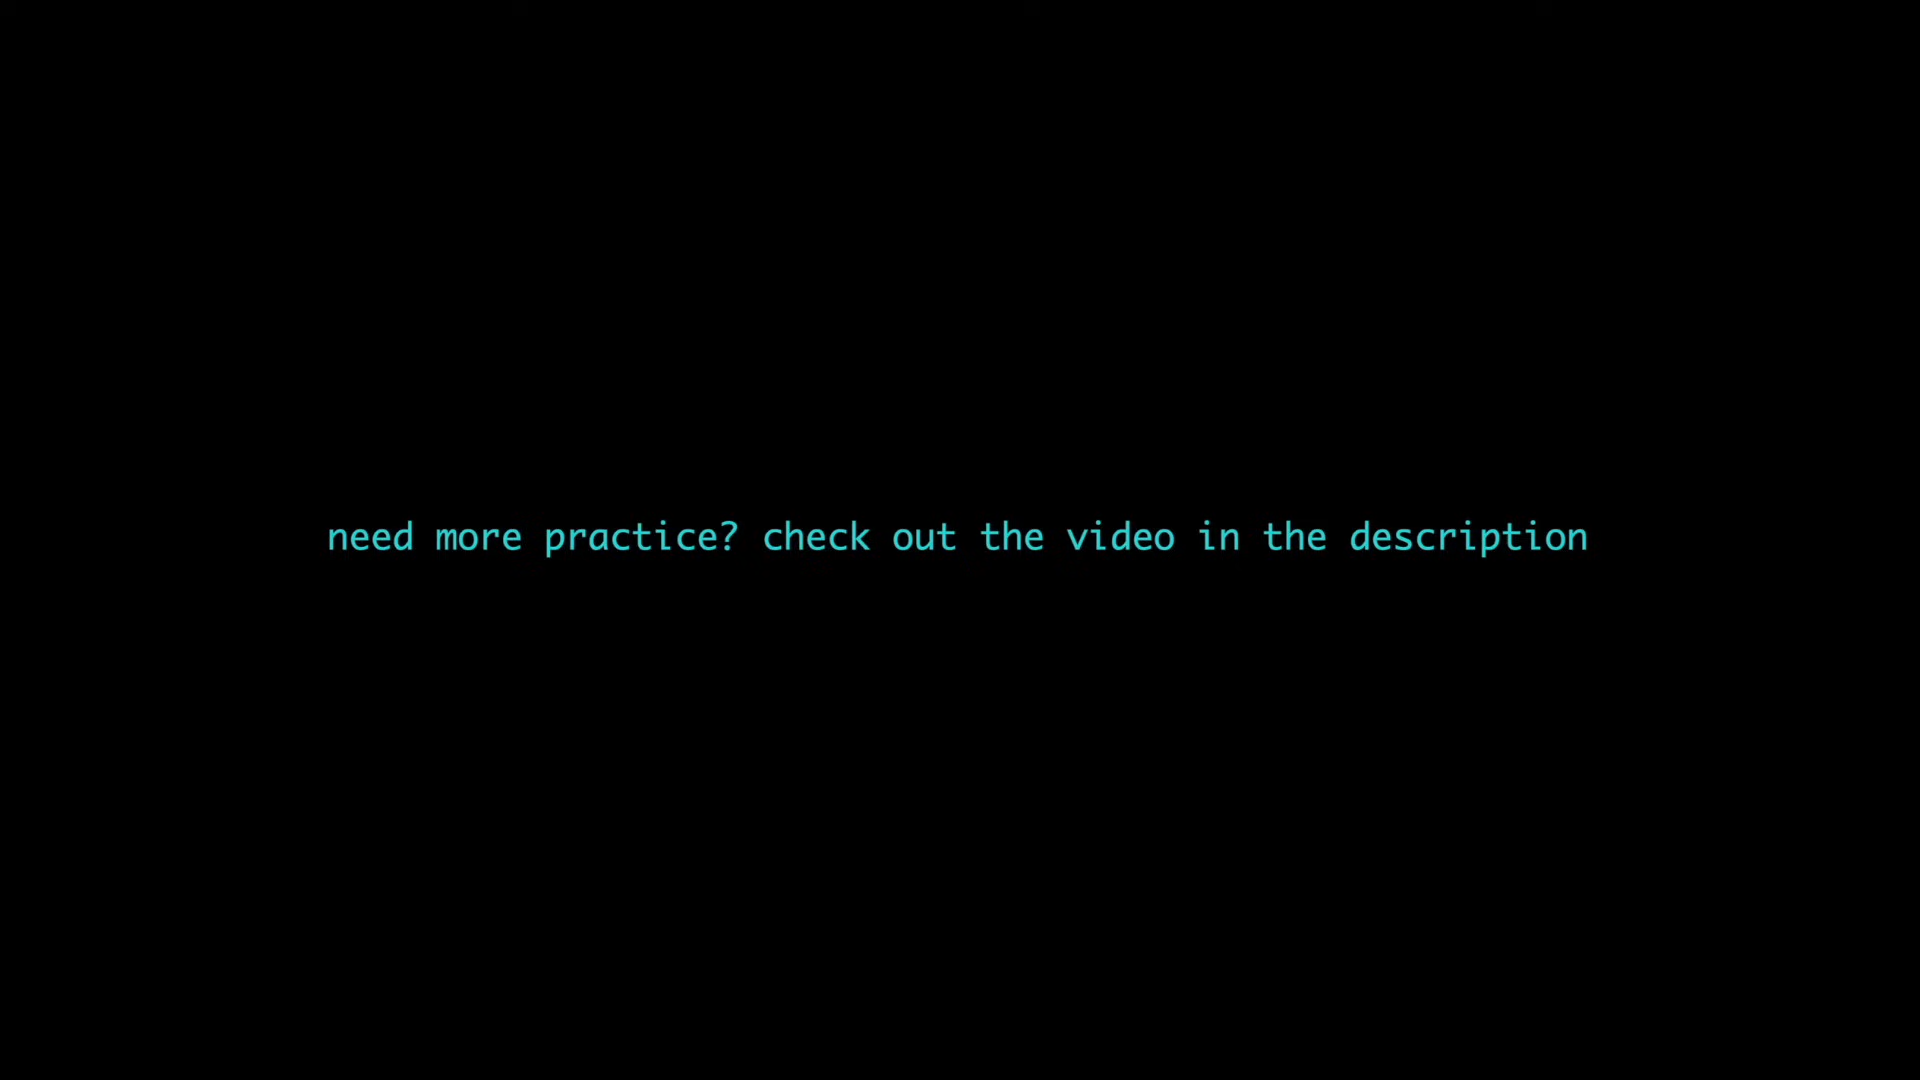 need more practice? check out the video in the description